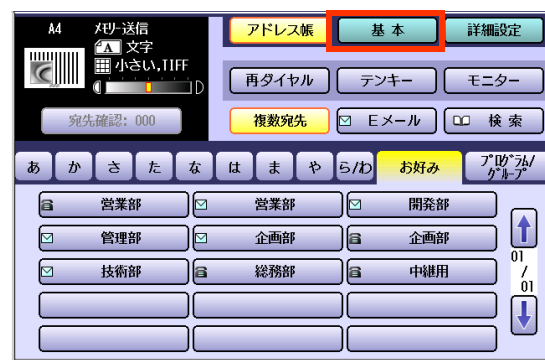 A4 ﾒﾓﾘｰ送信
A 文字
小さい,TIFF
D
宛先確認: 000
アドレス帳 基本 詳細設定
再ダイヤル テンキー モニター
複数宛先 Eメール 検索
あ か さ た な は ま や ら/わ お好み ﾌﾟﾛｸﾞﾗﾑ/
ｸﾞﾙｰﾌﾟ
営業部 営業部 開発部
管理部 企画部 企画部
技術部 総務部 中継用
01
/
01